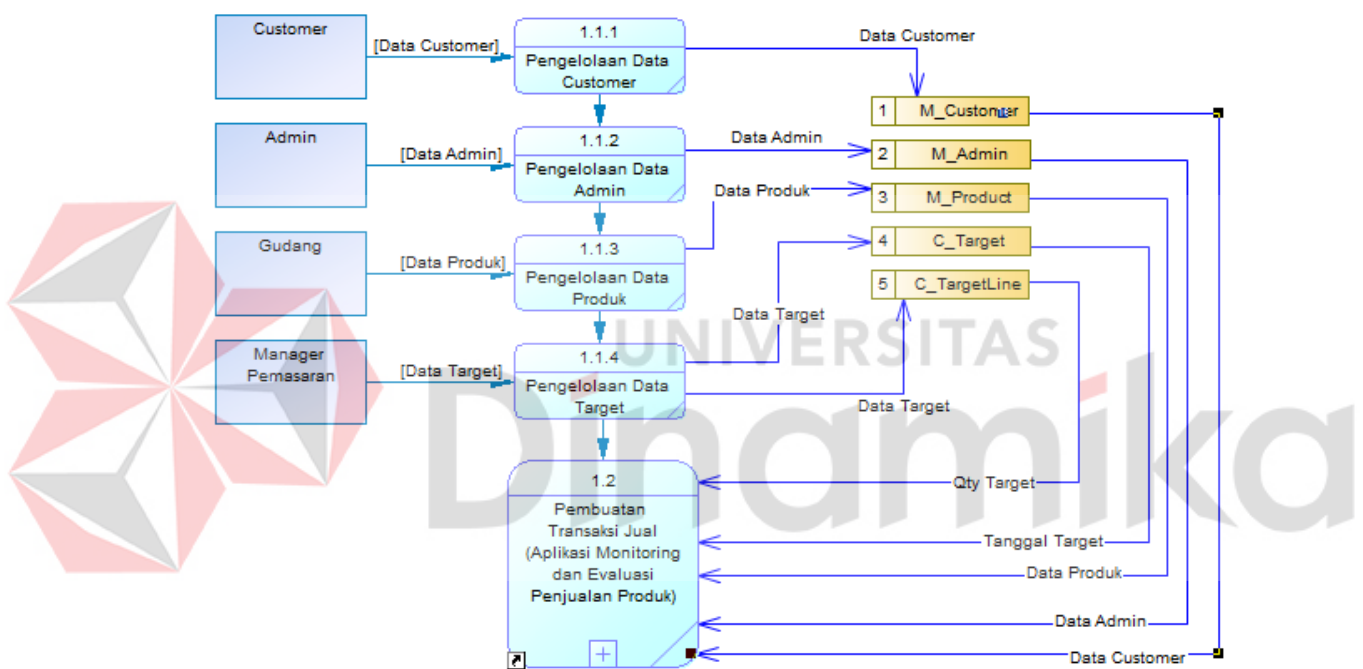 Customer
[Data Customer]
1.1.1
Pengelolaan Data
Customer
Data Customer
1 M_Customer
Admin
[Data Admin]
1.1.2
Pengelolaan Data
Admin
Data Admin
2 M_Admin
Data Produk
3 M_Product
Gudang
[Data Produk]
1.1.3
Pengelolaan Data
Produk
4 C_Target
5 C_TargetLine
Data Target
UNIVERSITAS
Dinamika
Manager
Pemasaran
[Data Target]
1.1.4
Pengelolaan Data
Target
Data Target
1.2
Pembuatan
Transaksi Jual
(Aplikasi Monitoring
dan Evaluasi
Penjualan Produk)
Qty Target
Tanggal Target
Data Produk
Data Admin
Data Customer